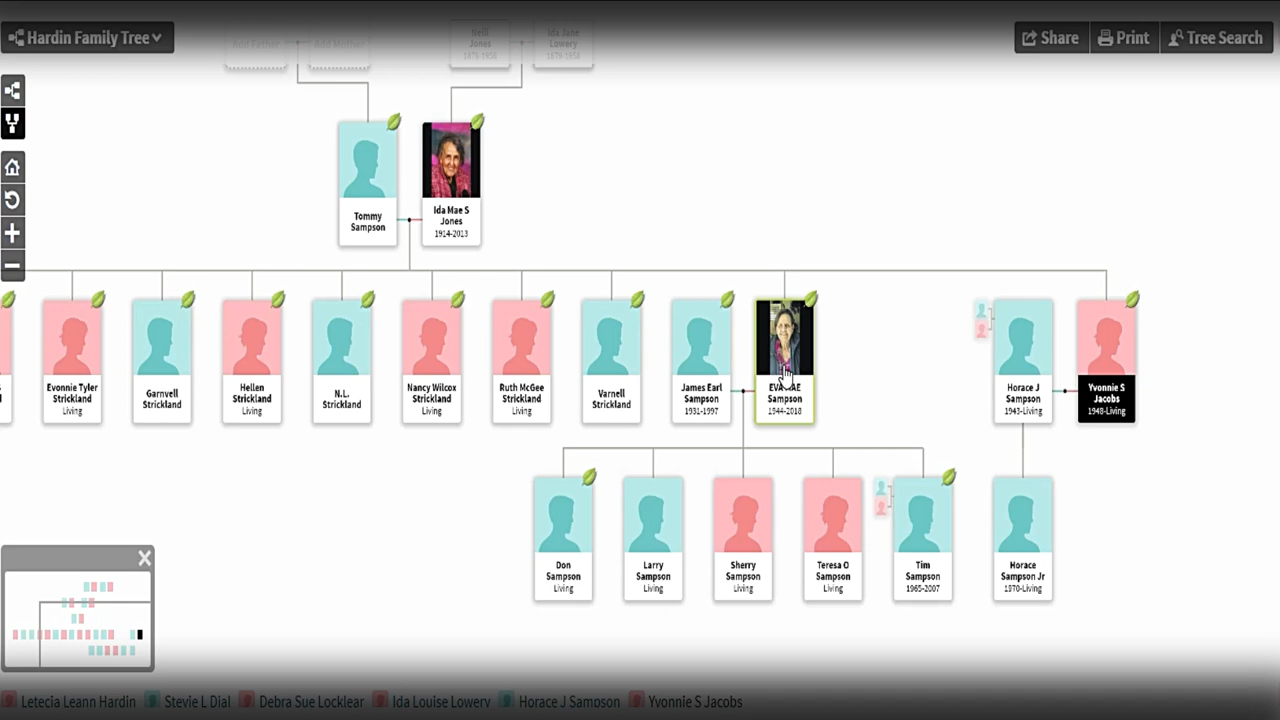 Hardin Family Tree
Share
Print
Tree Search
Add Father
Add Mother
Neill
Jones
Ida Jane
Lowery
Tommy
Sampson
Ida Mae S
Jones
1914-2013
Evonnie Tyler
Strickland
Living
Garnvell
Strickland
Hellen
Strickland
Living
N.L.
Strickland
Nancy Wilcox
Strickland
Living
Ruth McGee
Strickland
Living
Varnell
Strickland
James Earl
Sampson
1931-1997
Sampson
1944-2018
Horace J
Sampson
1943-Living
Yvonnie S
Jacobs
1948-Living
Don
Sampson
Living
Larry
Sampson
Living
Sherry
Sampson
Living
Teresa O
Sampson
Living
Tim
Sampson
1965-2007
Horace
Sampson Jr
1970-Living
Letecia Leann Hardin
Stevie L Dial
Debra Sue Locklear
Ida Louise Lowery
Horace J Sampson
Yvonnie S Jacobs